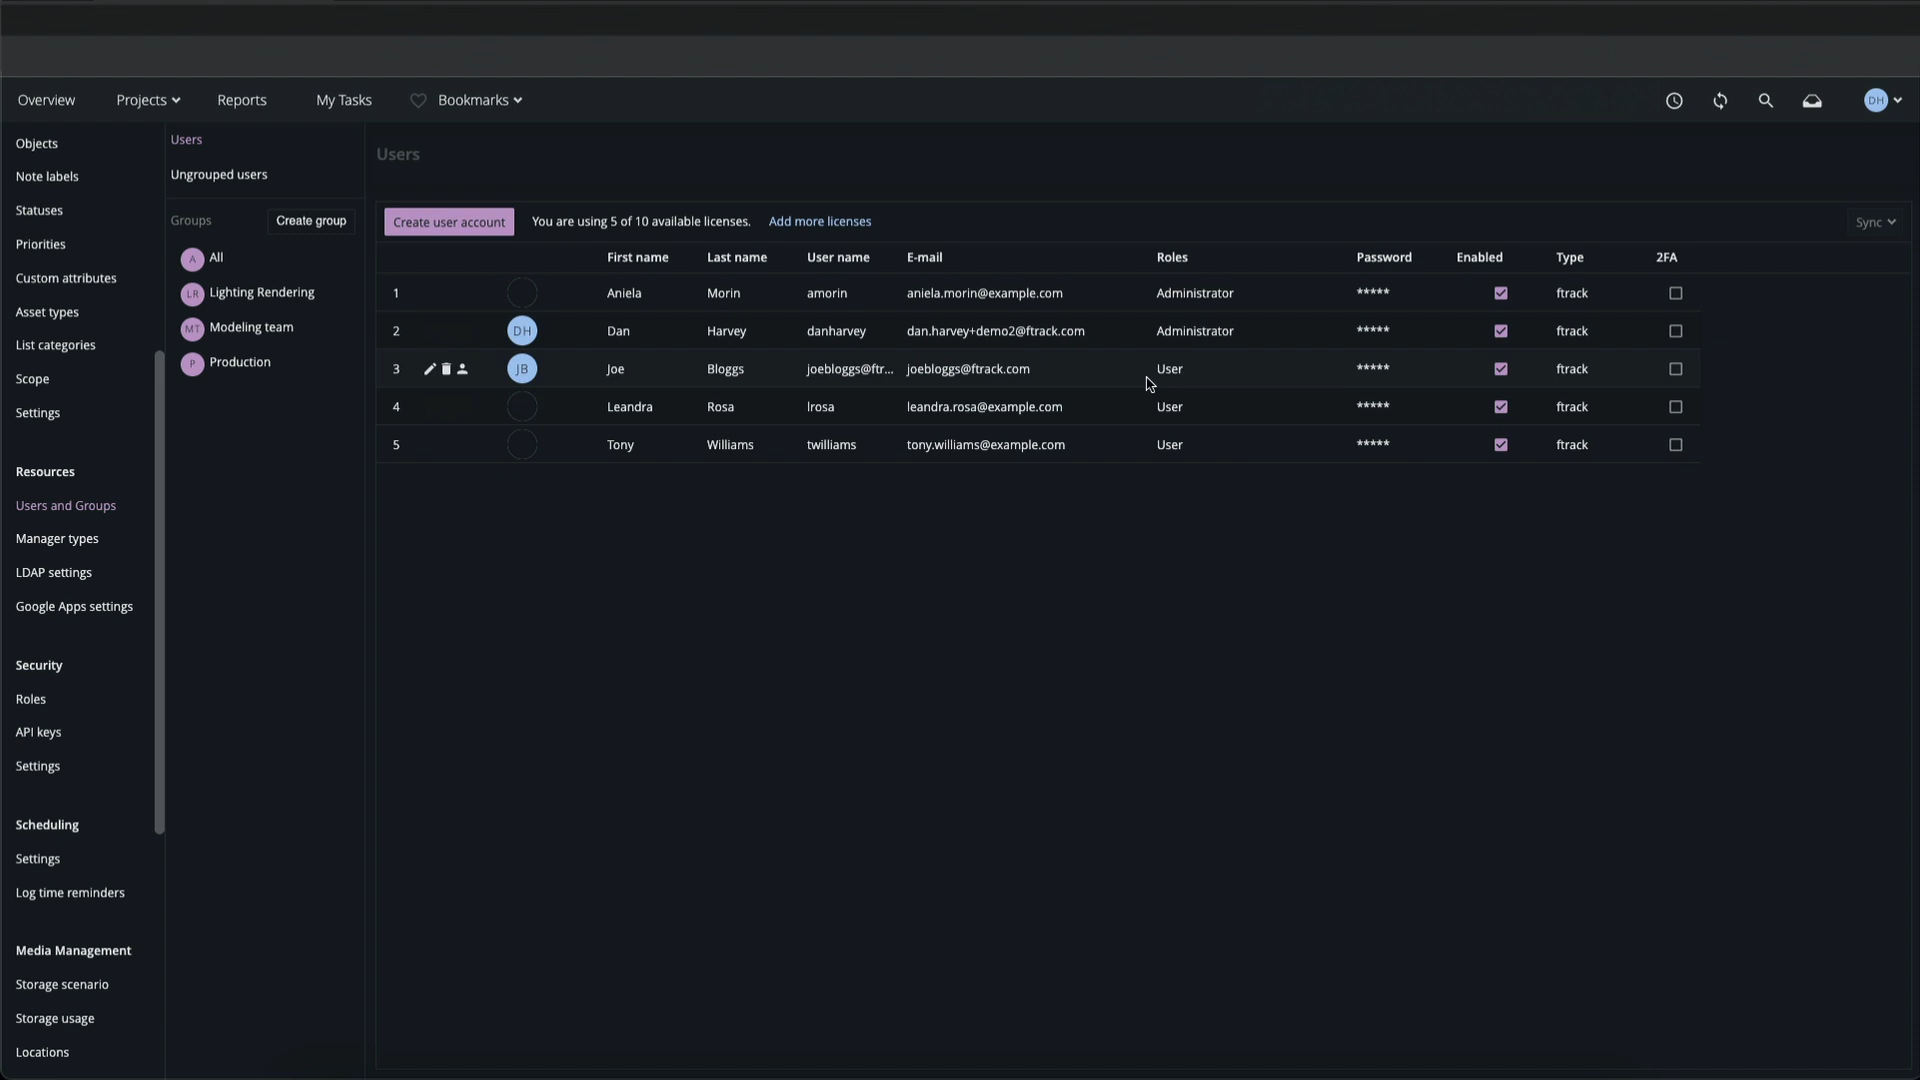 Overview Projects Reports My Tasks Bookmarks DH
Objects
Note labels
Statuses
Priorities
Custom attributes
Asset types
List categories
Scope
Settings
Resources
Users and Groups
Manager types
LDAP settings
Google Apps settings
Security
Roles
API keys
Settings
Scheduling
Settings
Log time reminders
Media Management
Storage scenario
Storage usage
Locations
Users
Ungrouped users
Groups Create group
A All
LR Lighting Rendering
MT Modeling team
P Production
Users
Create user account You are using 5 of 10 available licenses. Add more licenses Sync
First name Last name User name E-mail Roles Password Enabled Type 2FA
1 Aniela Morin amorin aniela.morin@example.com Administrator ***** ftrack
2 DH Dan Harvey danharvey dan.harvey+demo2@ftrack.com Administrator ***** ftrack
3 JB Joe Bloggs joebloggs@ftr... joebloggs@ftrack.com User ***** ftrack
4 Leandra Rosa lrosa leandra.rosa@example.com User ***** ftrack
5 Tony Williams twilliams tony.williams@example.com User ***** ftrack